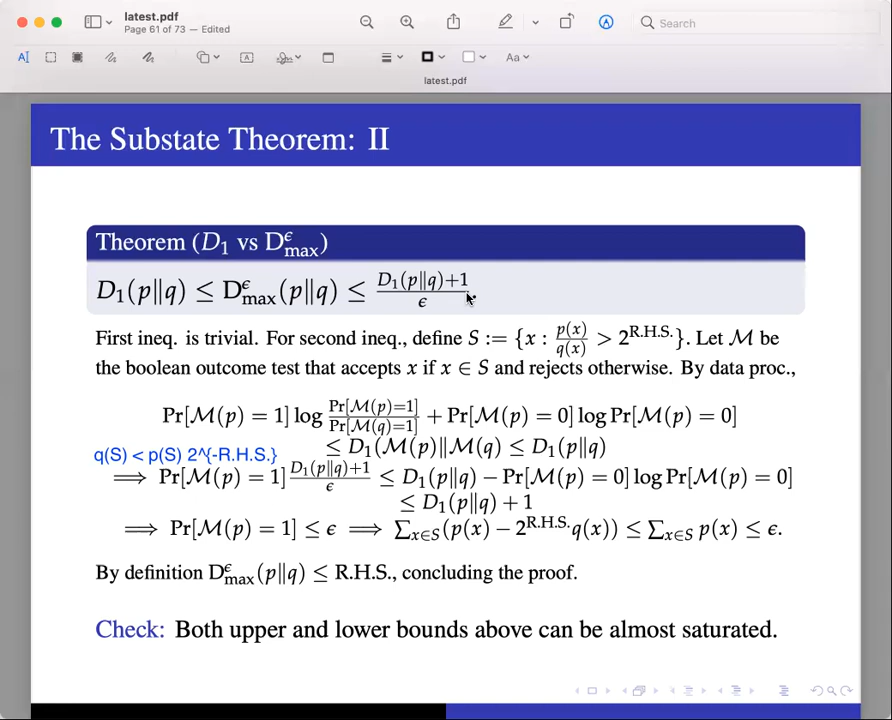 latest.pdf
Page 61 of 73 — Edited
Search
Aa
latest.pdf
The Substate Theorem: II
Theorem (D₁ vs D^ϵ_max)
D₁(p∥q) ≤ D^ϵ_max(p∥q) ≤ (D₁(p∥q)+1)/ϵ
First ineq. is trivial. For second ineq., define S := {x : p(x)/q(x) > 2^{R.H.S.}}. Let ℳ be
the boolean outcome test that accepts x if x ∈ S and rejects otherwise. By data proc.,
Pr[ℳ(p) = 1] log Pr[ℳ(p)=1]/Pr[ℳ(q)=1] + Pr[ℳ(p) = 0] log Pr[ℳ(p) = 0]
≤ D₁(ℳ(p)∥ℳ(q) ≤ D₁(p∥q)
q(S) < p(S) 2^{-R.H.S.}
⟹ Pr[ℳ(p) = 1] (D₁(p∥q)+1)/ϵ ≤ D₁(p∥q) − Pr[ℳ(p) = 0] log Pr[ℳ(p) = 0]
≤ D₁(p∥q) + 1
⟹ Pr[ℳ(p) = 1] ≤ ϵ ⟹ ∑_{x∈S}(p(x) − 2^{R.H.S.}q(x)) ≤ ∑_{x∈S} p(x) ≤ ϵ.
By definition D^ϵ_max(p∥q) ≤ R.H.S., concluding the proof.
Check: Both upper and lower bounds above can be almost saturated.